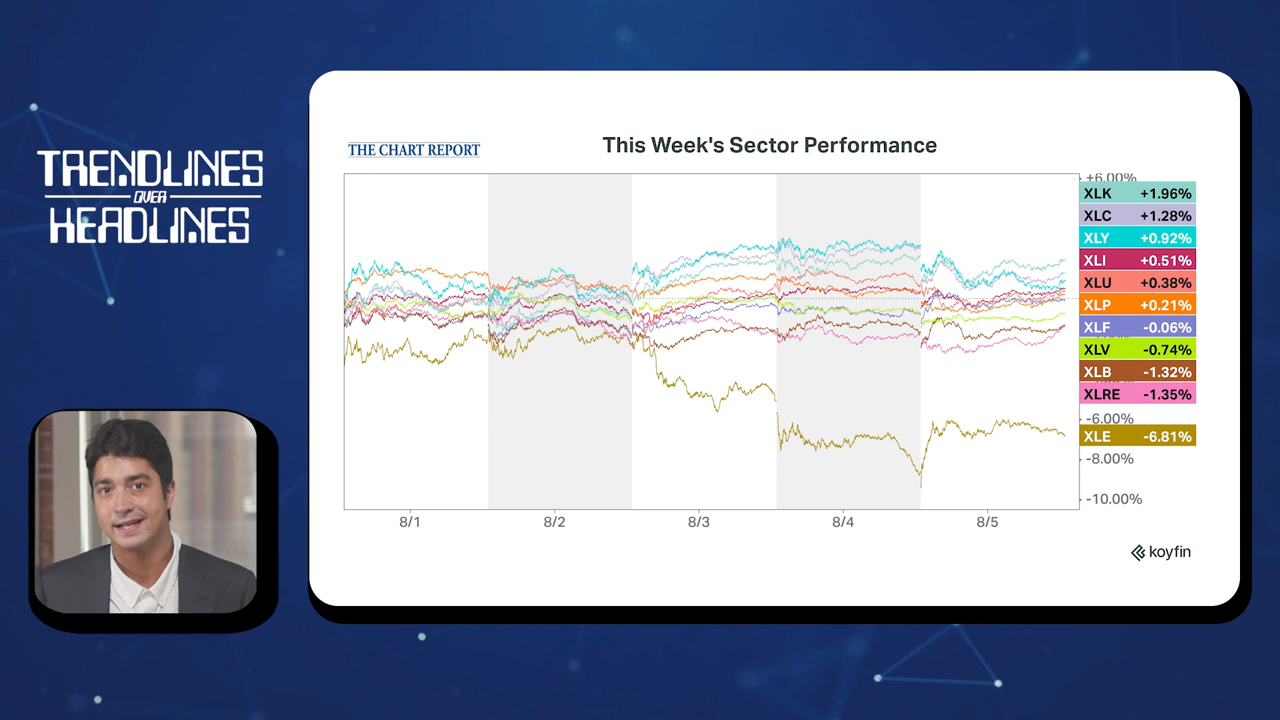 TRENDLINES
OVER
HEADLINES
THE CHART REPORT
This Week's Sector Performance
+6.00%
XLK +1.96%
XLC +1.28%
XLY +0.92%
XLI +0.51%
XLU +0.38%
XLP +0.21%
XLF -0.06%
XLV -0.74%
XLB -1.32%
XLRE -1.35%
-6.00%
XLE -6.81%
-8.00%
-10.00%
8/1 8/2 8/3 8/4 8/5
koyfin